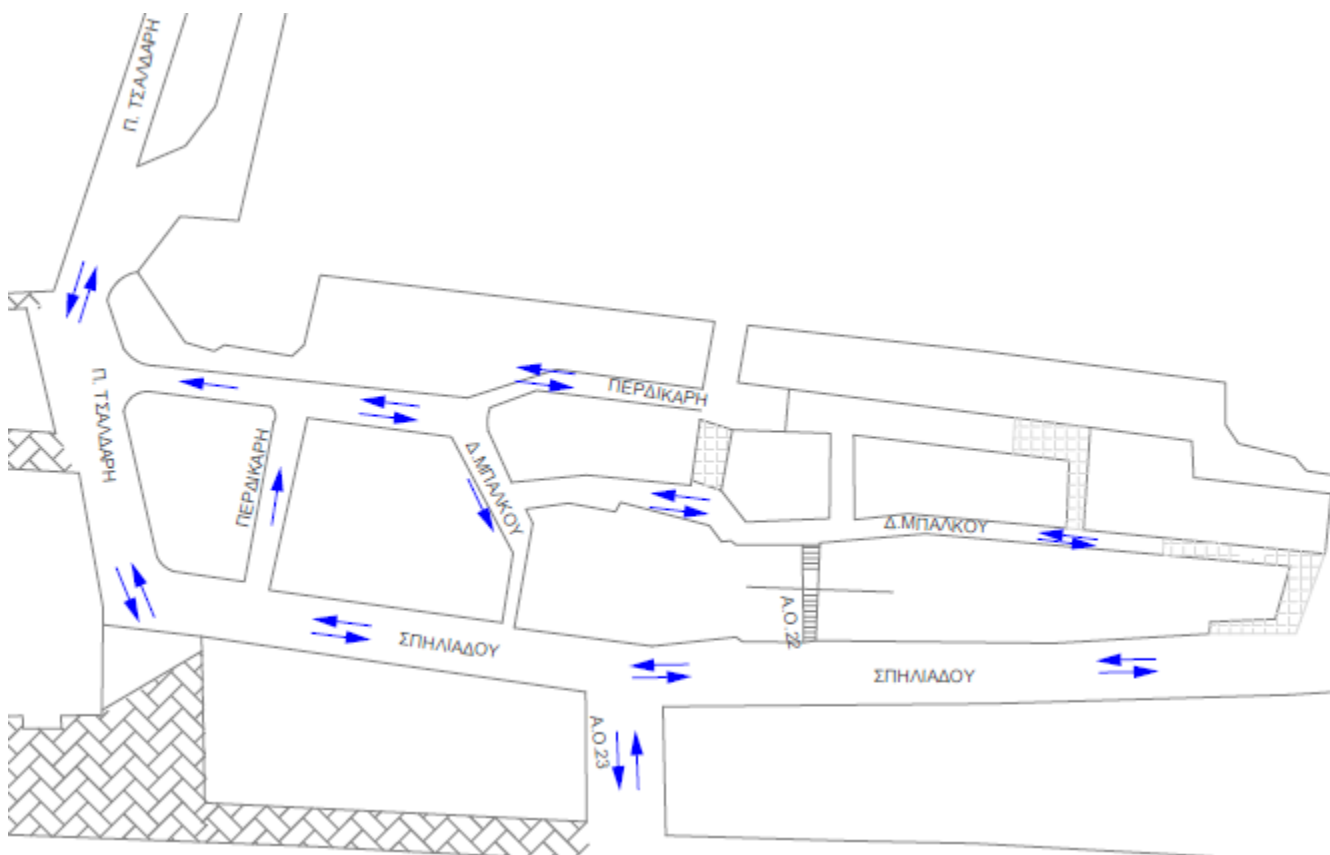 Π. ΤΣΑΛΔΑΡΗ
Π. ΤΣΑΛΔΑΡΗ
ΠΕΡΔΙΚΑΡΗ
ΠΕΡΔΙΚΑΡΗ
Δ.ΜΠΑΛΚΟΥ
Δ.ΜΠΑΛΚΟΥ
Α.Ο.22
ΣΠΗΛΙΑΔΟΥ
ΣΠΗΛΙΑΔΟΥ
Α.Ο.23